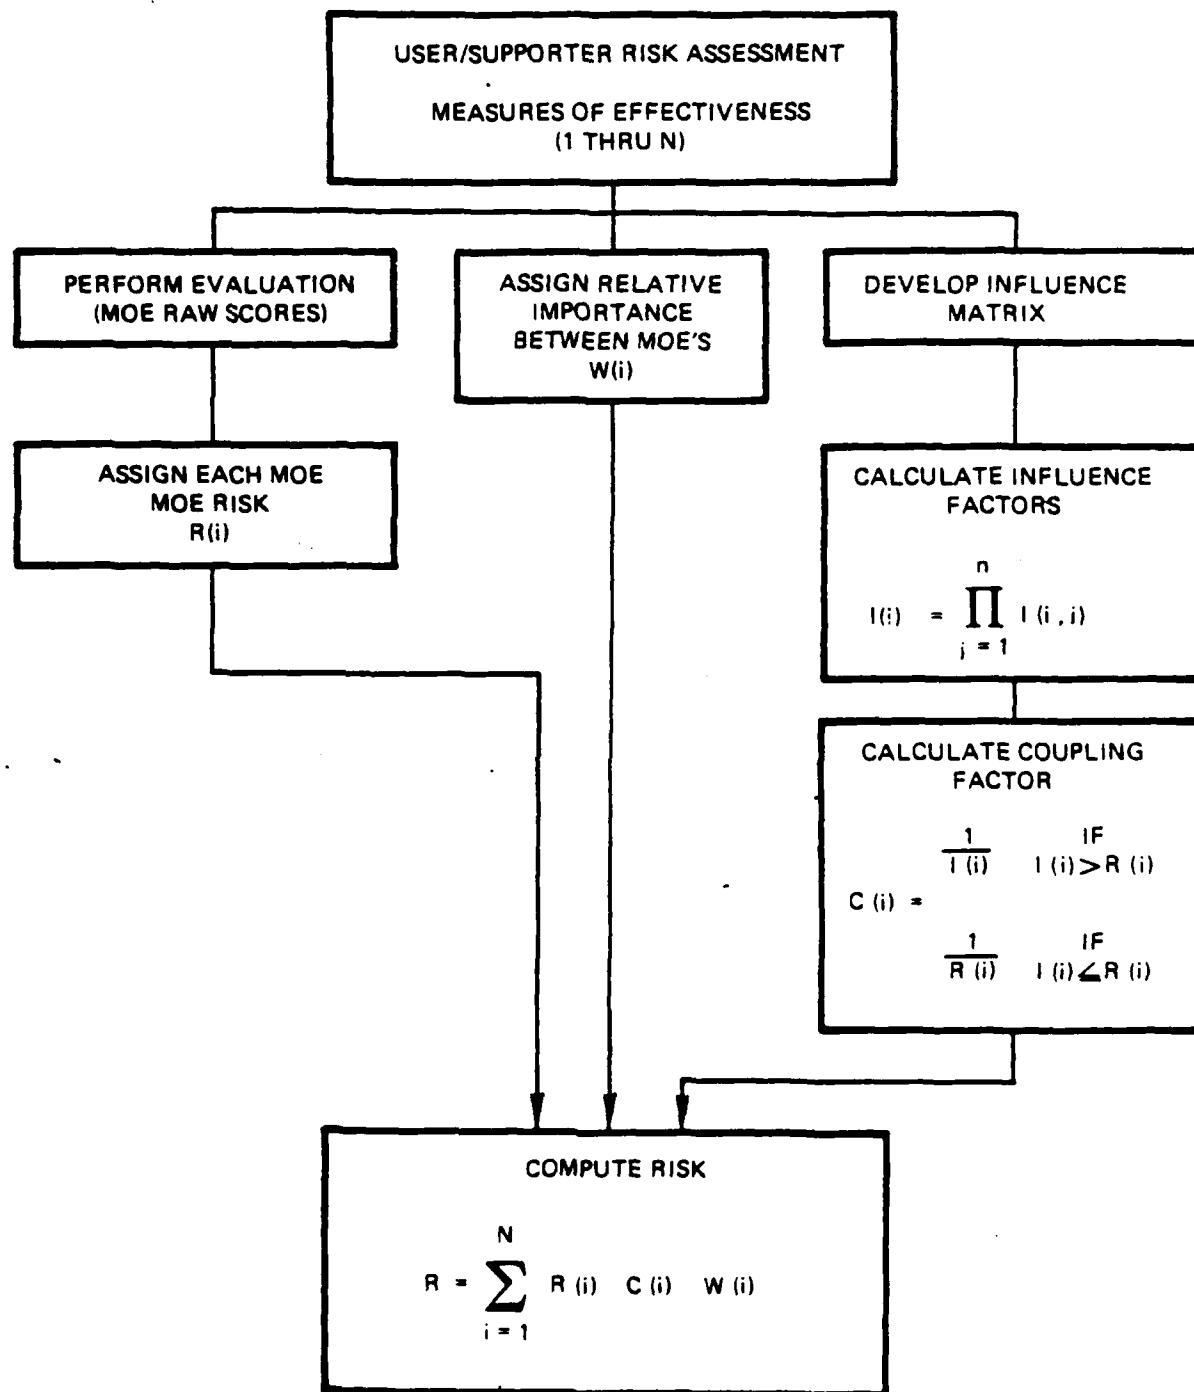 USER/SUPPORTER RISK ASSESSMENT
MEASURES OF EFFECTIVENESS
(1 THRU N)
PERFORM EVALUATION
(MOE RAW SCORES)
ASSIGN RELATIVE
IMPORTANCE
BETWEEN MOE'S
W(i)
DEVELOP INFLUENCE
MATRIX
ASSIGN EACH MOE
MOE RISK
R(i)
CALCULATE INFLUENCE
FACTORS
n
I(i) = ∏ I (i , j)
j = 1
CALCULATE COUPLING
FACTOR
1 IF
I (i) I (i) > R (i)
C (i) =
1 IF
R (i) I (i) ≤ R (i)
COMPUTE RISK
N
R = ∑ R (i) C (i) W (i)
i = 1